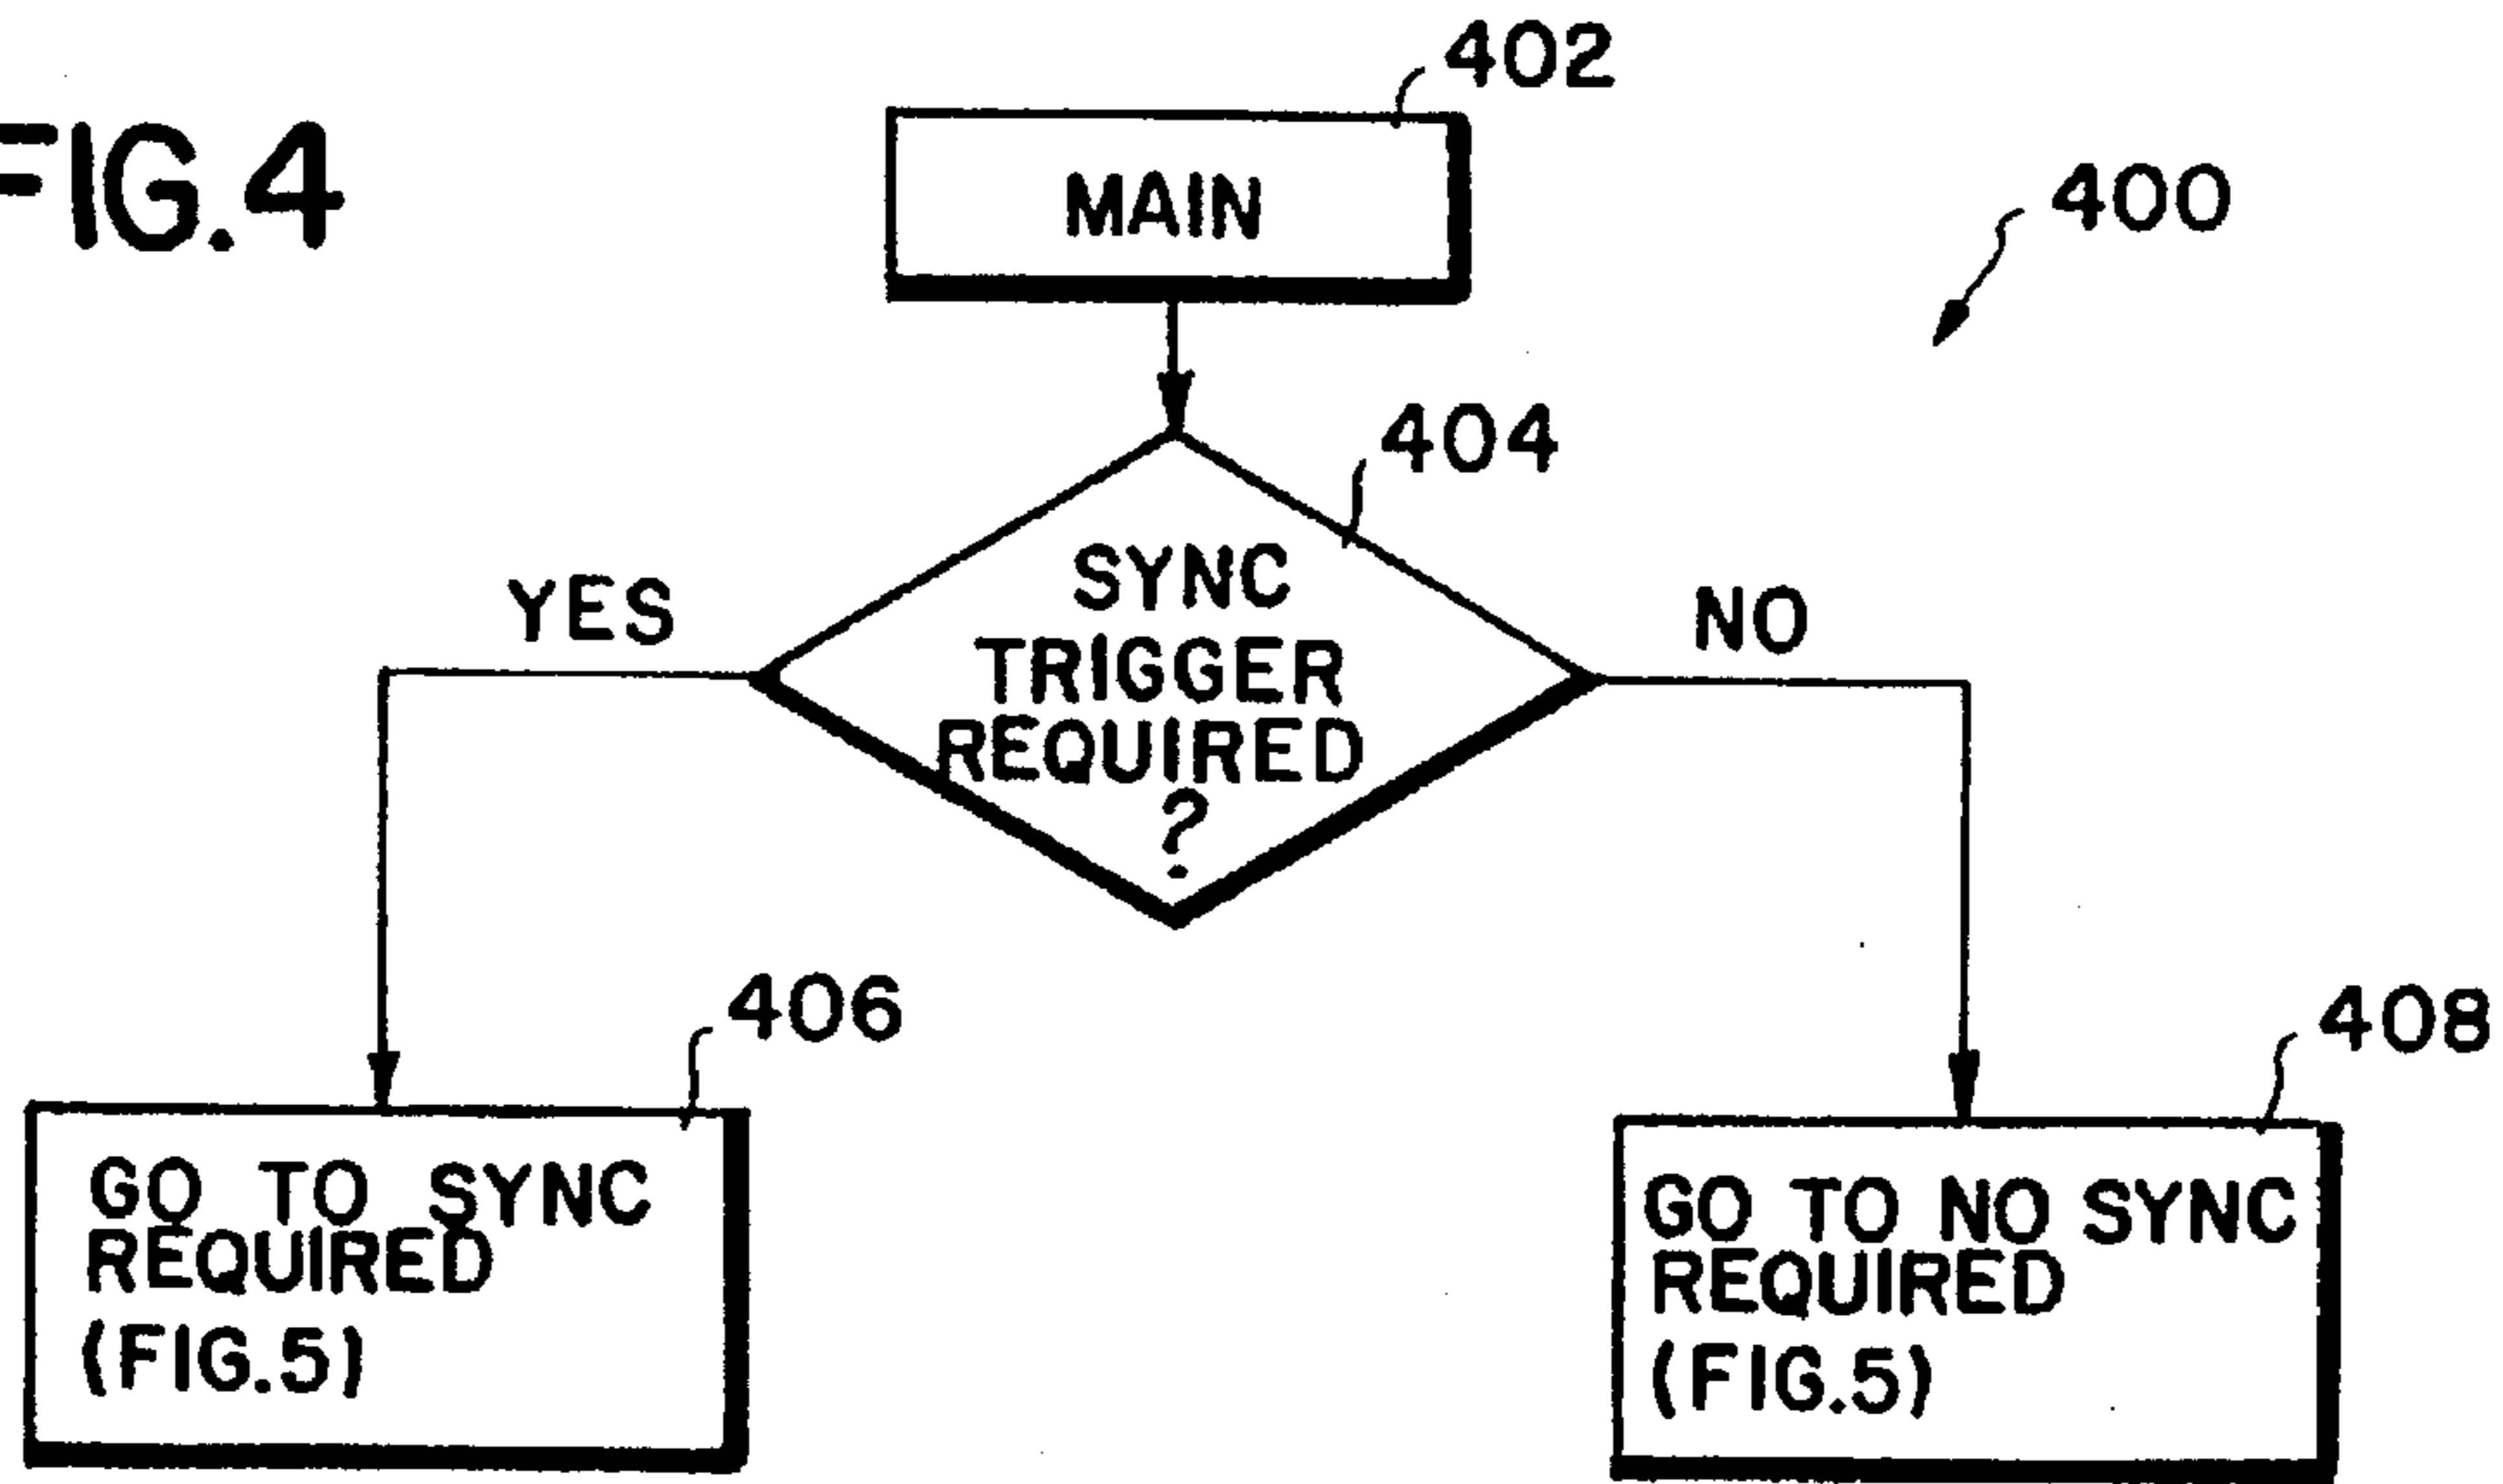 FIG.4
402
MAIN
400
404
SYNC
TRIGGER
REQUIRED
?
YES
NO
406
GO TO SYNC
REQUIRED
(FIG.5)
408
GO TO NO SYNC
REQUIRED
(FIG.5)